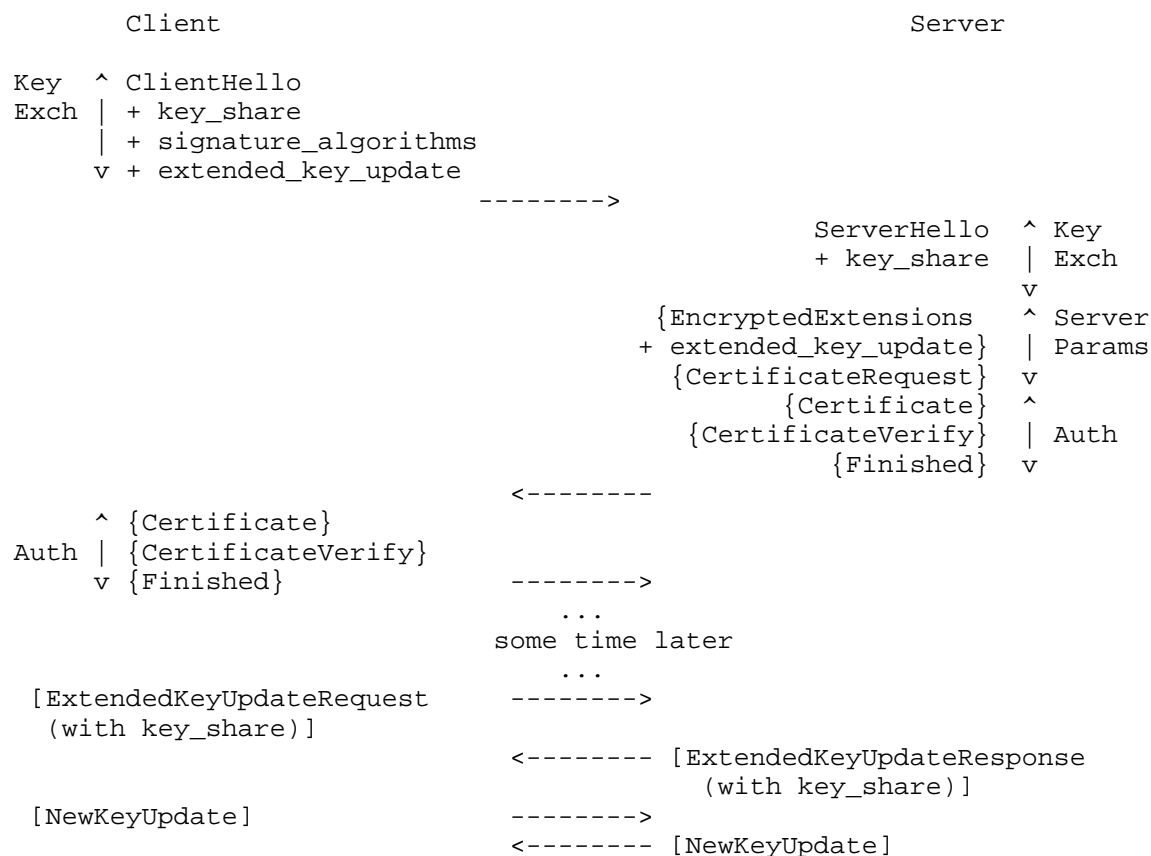 Client                                           Server

Key  ^ ClientHello
Exch | + key_share
     | + signature_algorithms
     v + extended_key_update
                             -------->
                                                  ServerHello  ^ Key
                                                  + key_share  | Exch
                                                               v
                                        {EncryptedExtensions   ^ Server
                                       + extended_key_update}  | Params
                                         {CertificateRequest}  v
                                                {Certificate}  ^
                                          {CertificateVerify}  | Auth
                                                   {Finished}  v
                               <--------
     ^ {Certificate}
Auth | {CertificateVerify}
     v {Finished}              -------->
                                  ...
                              some time later
                                  ...
 [ExtendedKeyUpdateRequest     -------->
  (with key_share)]
                               <-------- [ExtendedKeyUpdateResponse
                                           (with key_share)]
 [NewKeyUpdate]                -------->
                               <-------- [NewKeyUpdate]